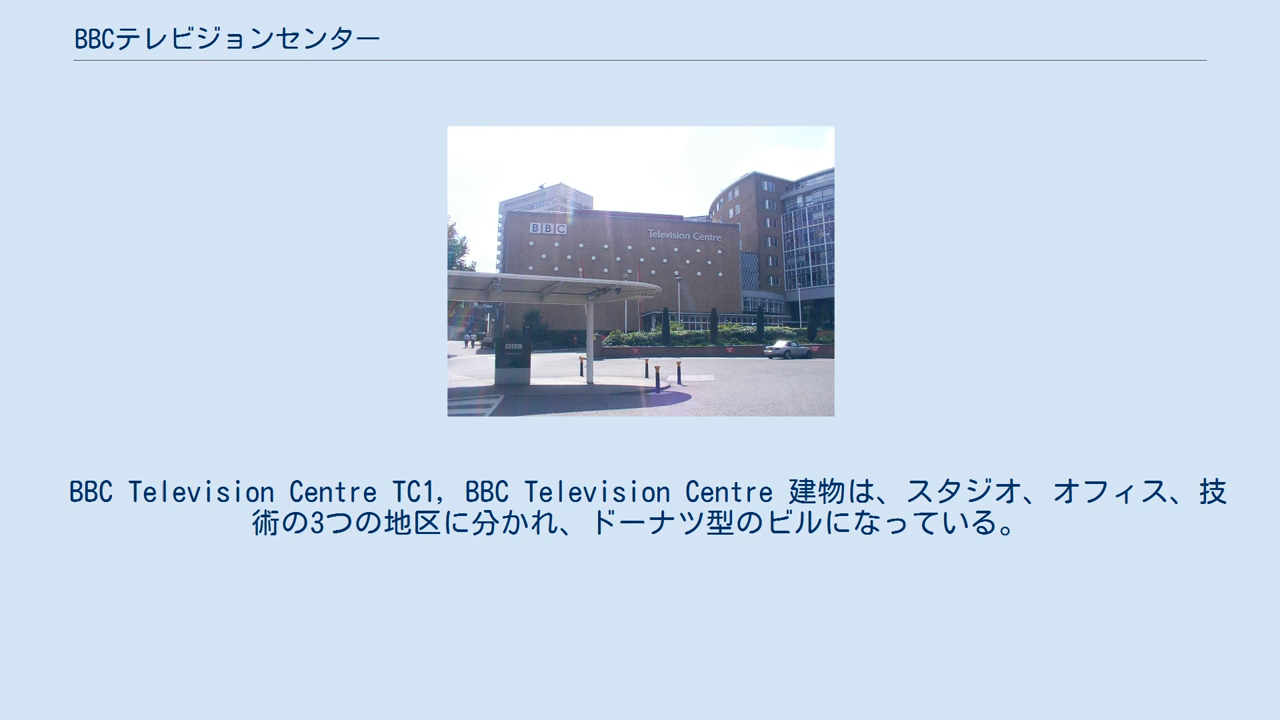 BBCテレビジョンセンター
BBC
Television Centre
BBC
BBC Television Centre TC1, BBC Television Centre 建物は、スタジオ、オフィス、技
術の3つの地区に分かれ、ドーナツ型のビルになっている。